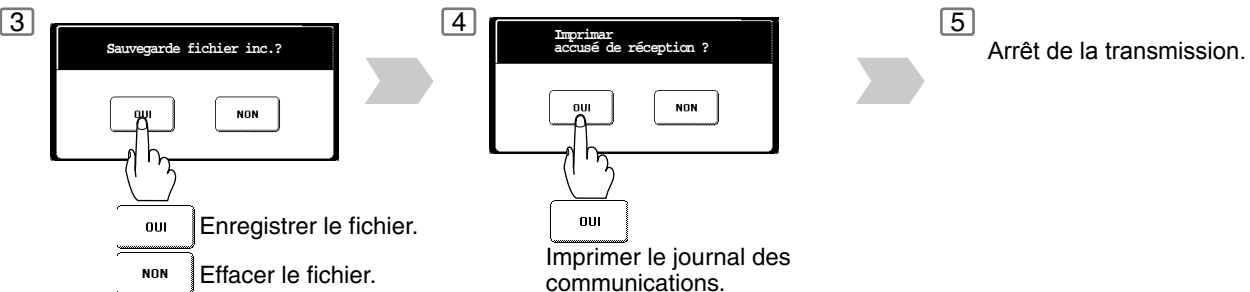 3
Sauvegarde fichier inc.?
OUI
NON
OUI Enregistrer le fichier.
NON Effacer le fichier.
4
Imprimar
accusé de réception ?
OUI
NON
OUI
Imprimer le journal des
communications.
5
Arrêt de la transmission.